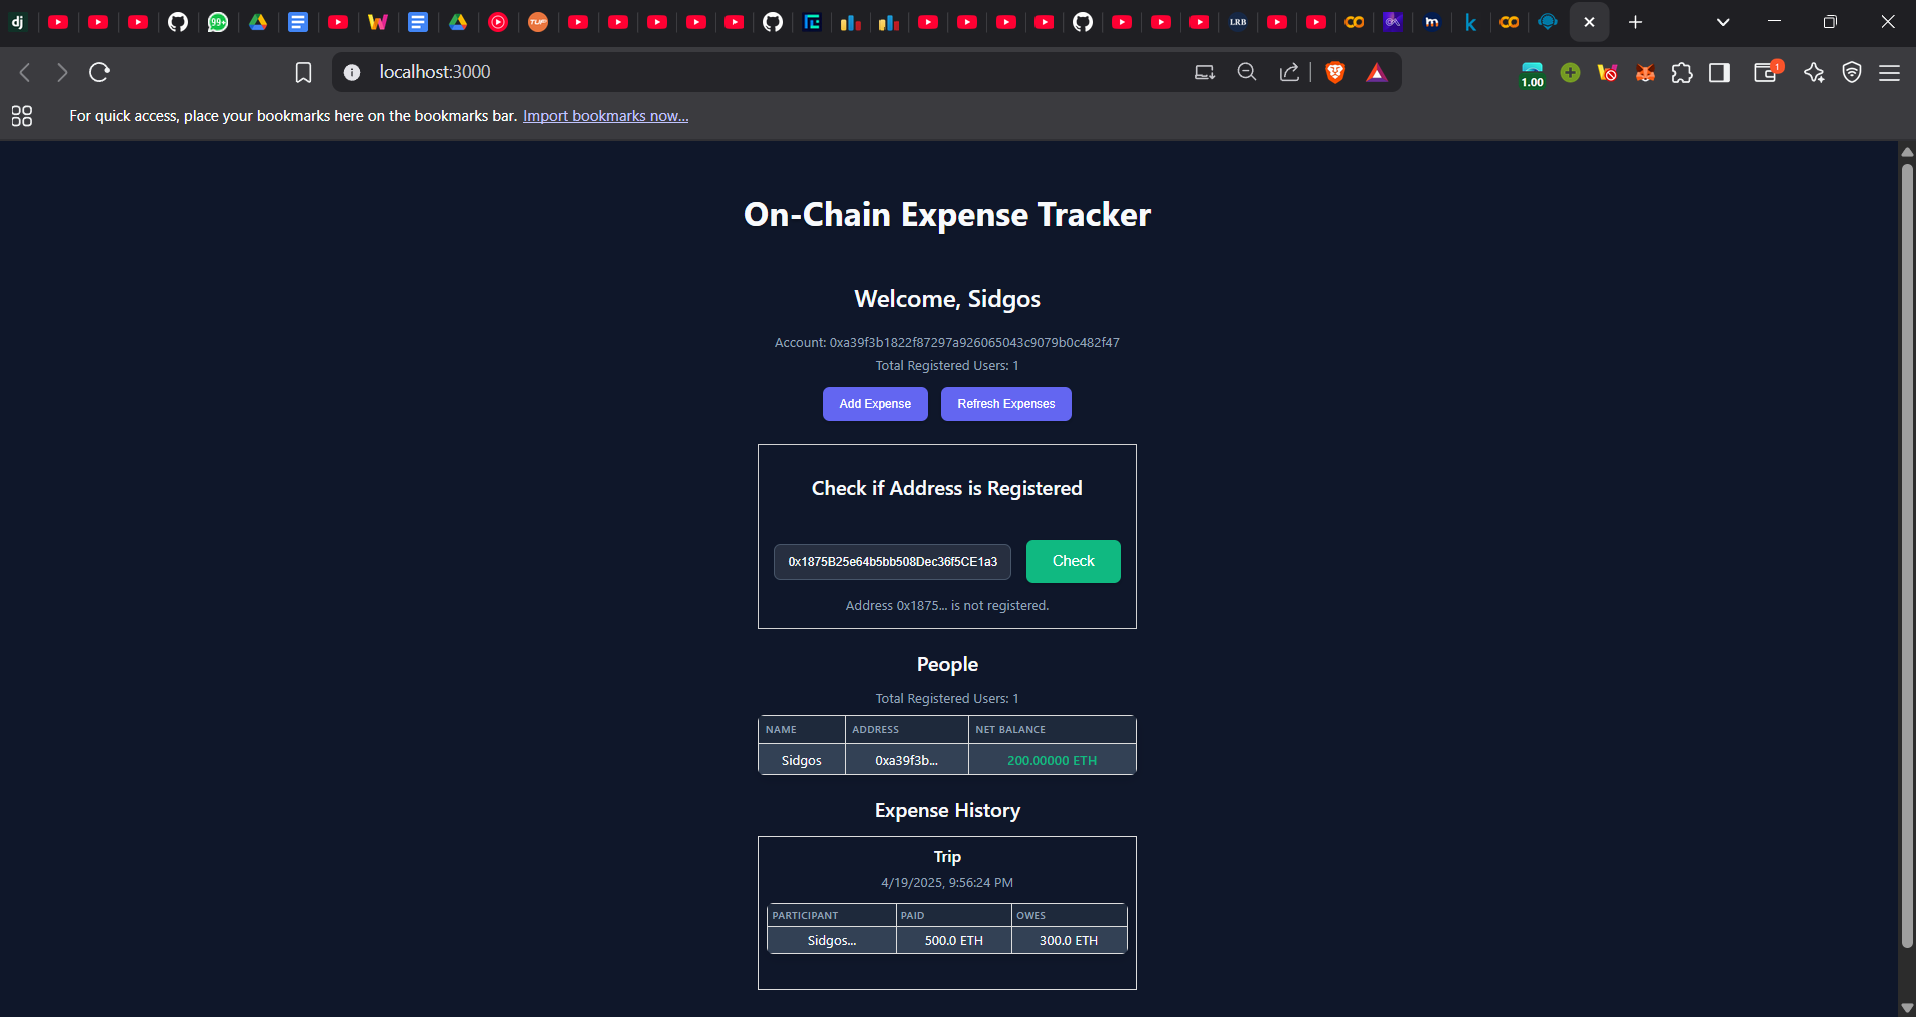 dj
99+
TUF
LRB
m
k
localhost:3000
1.00
1
For quick access, place your bookmarks here on the bookmarks bar. Import bookmarks now...
On-Chain Expense Tracker
Welcome, Sidgos
Account: 0xa39f3b1822f87297a926065043c9079b0c482f47
Total Registered Users: 1
Add Expense Refresh Expenses
Check if Address is Registered
0x1875B25e64b5bb508Dec36f5CE1a3 Check
Address 0x1875... is not registered.
People
Total Registered Users: 1
NAME ADDRESS NET BALANCE
Sidgos 0xa39f3b... 200.00000 ETH
Expense History
Trip
4/19/2025, 9:56:24 PM
PARTICIPANT PAID OWES
Sidgos... 500.0 ETH 300.0 ETH